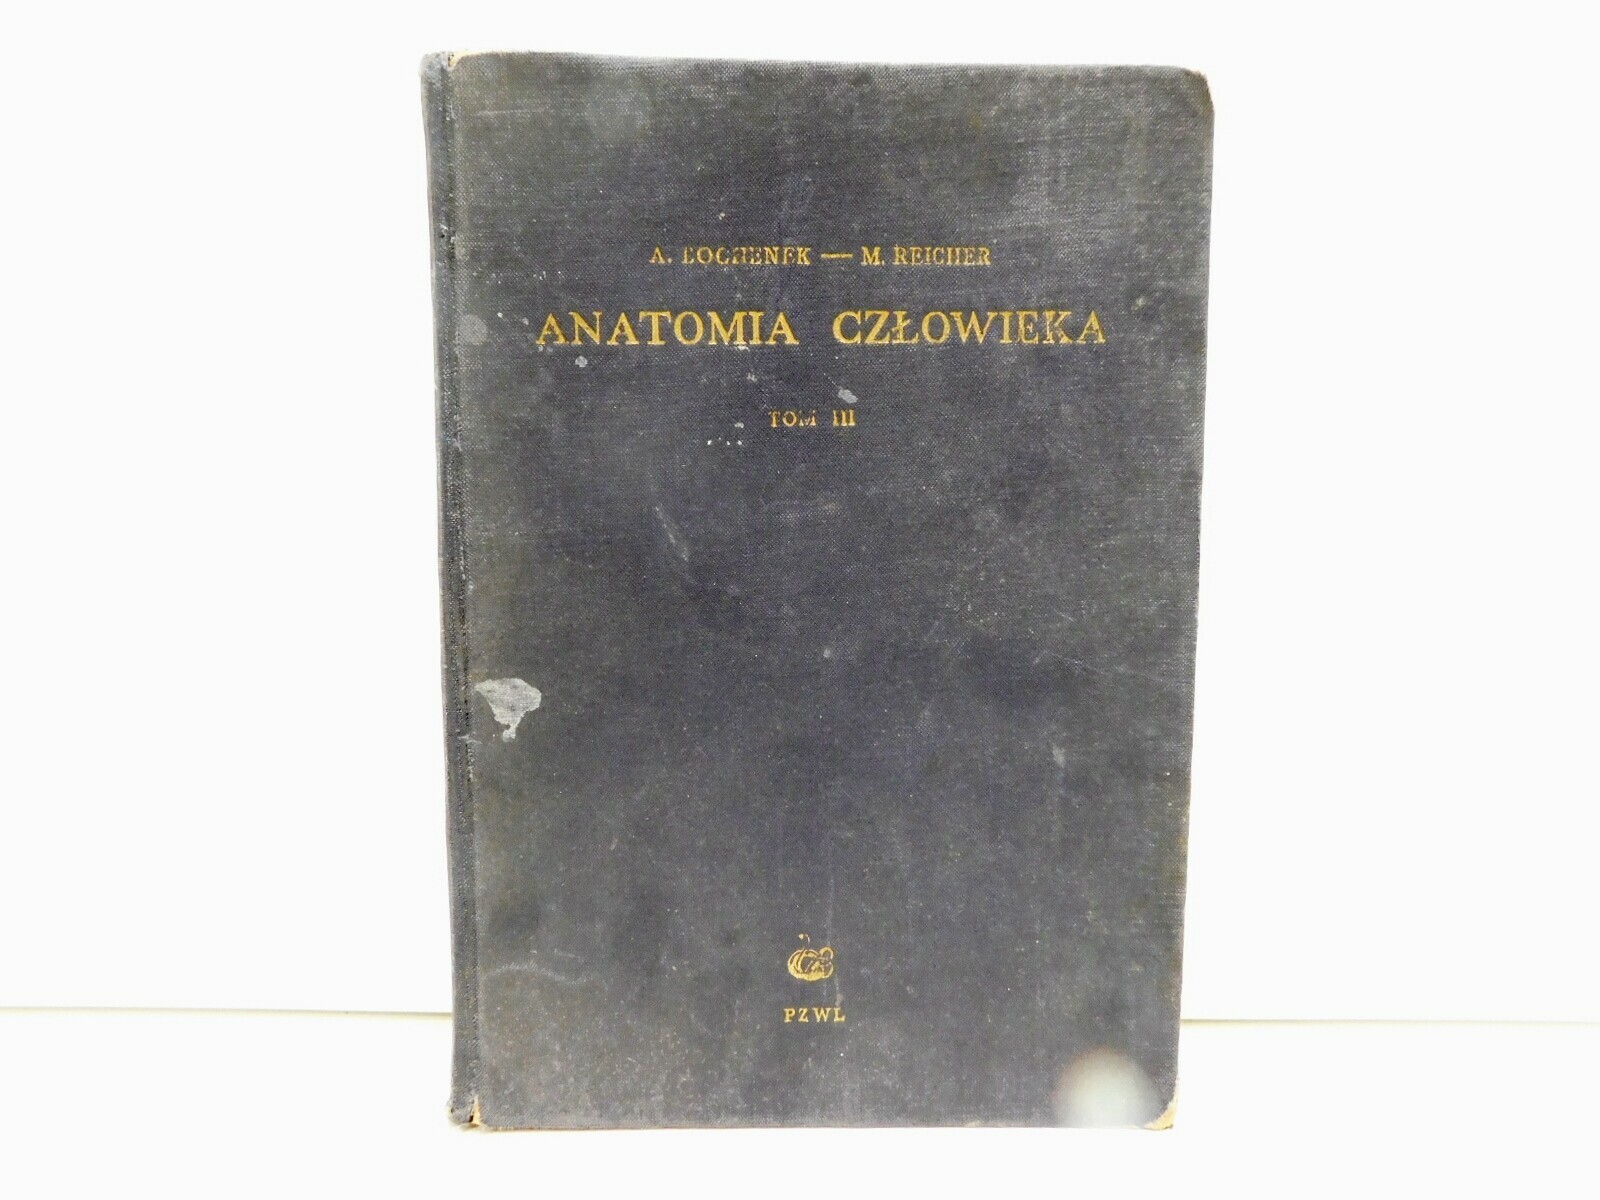 A. BOCHENEK — M. REICHER
ANATOMIA CZŁOWIEKA
TOM III
PZWL